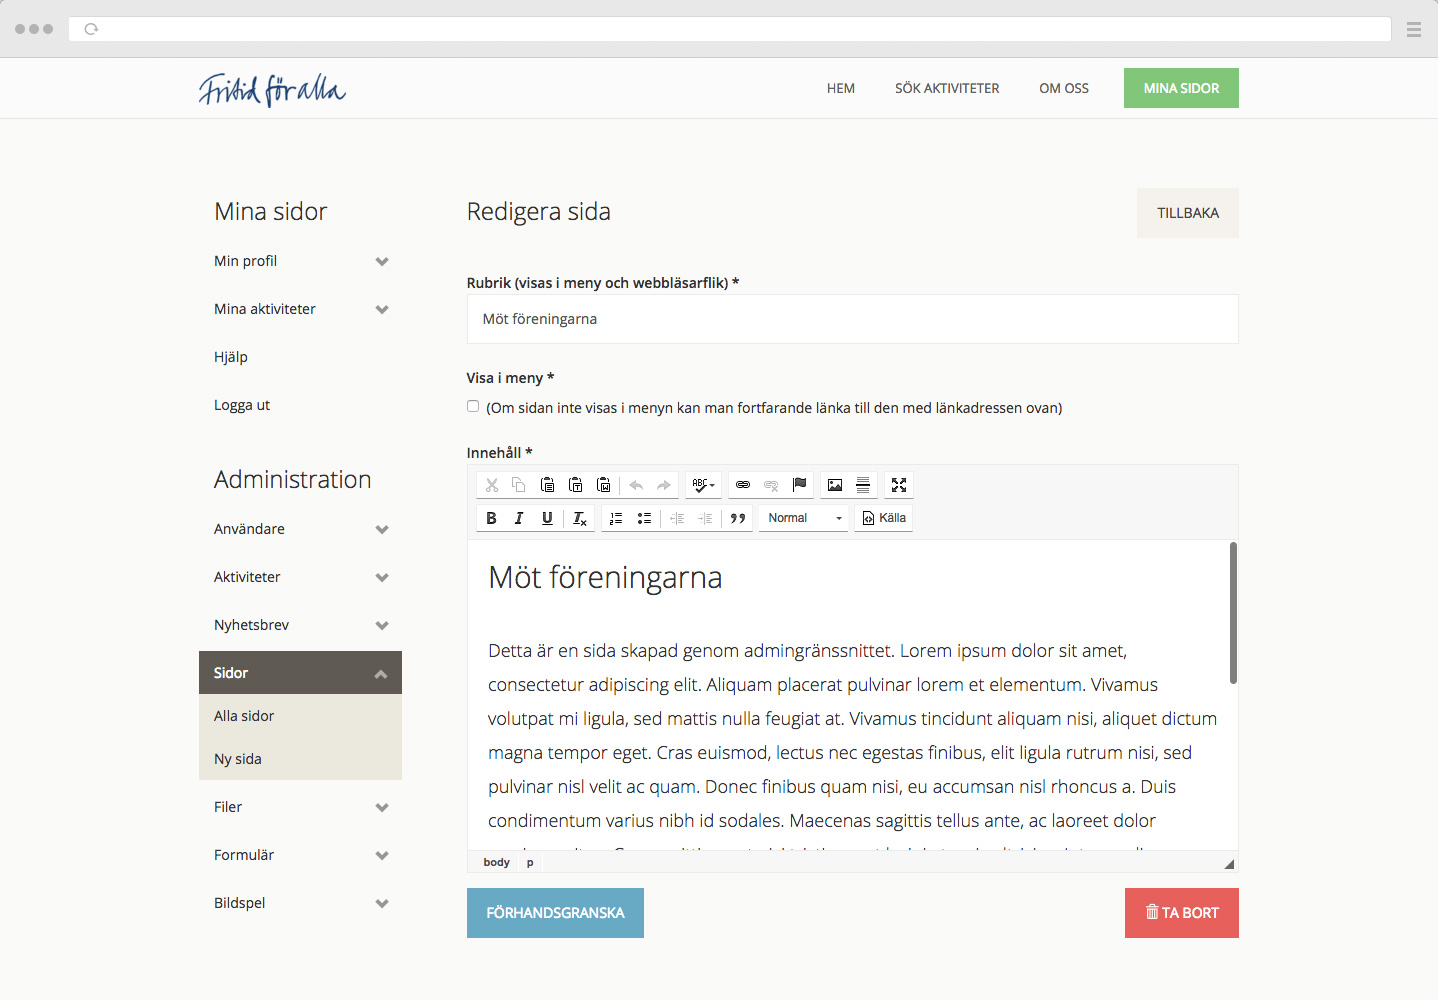 Fritid för alla
HEM
SÖK AKTIVITETER
OM OSS
MINA SIDOR
Mina sidor
Min profil
Mina aktiviteter
Hjälp
Logga ut
Administration
Användare
Aktiviteter
Nyhetsbrev
Sidor
Alla sidor
Ny sida
Filer
Formulär
Bildspel
Redigera sida
TILLBAKA
Rubrik (visas i meny och webbläsarflik) *
Möt föreningarna
Visa i meny *
(Om sidan inte visas i menyn kan man fortfarande länka till den med länkadressen ovan)
Innehåll *
ABC
B I U Tx
Normal
Källa
Möt föreningarna
Detta är en sida skapad genom admingränssnittet. Lorem ipsum dolor sit amet,
consectetur adipiscing elit. Aliquam placerat pulvinar lorem et elementum. Vivamus
volutpat mi ligula, sed mattis nulla feugiat at. Vivamus tincidunt aliquam nisi, aliquet dictum
magna tempor eget. Cras euismod, lectus nec egestas finibus, elit ligula rutrum nisi, sed
pulvinar nisl velit ac quam. Donec finibus quam nisi, eu accumsan nisl rhoncus a. Duis
condimentum varius nibh id sodales. Maecenas sagittis tellus ante, ac laoreet dolor
body p
FÖRHANDSGRANSKA
TA BORT